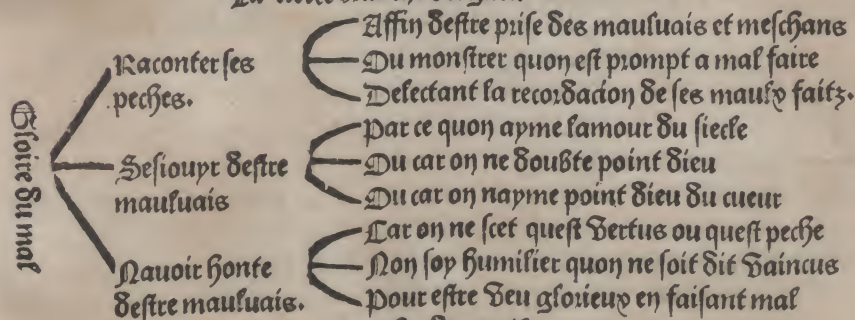 Gloire du mal
Raconter ses
peches.
Affin destre prise des mauluais et meschans
Ou monstrer quon est prompt a mal faire
Delectant la recordacion de ses maulx faitz.
Sesiouyr destre
mauluais
Par ce quon ayme lamour du siecle
Ou car on ne doubte point dieu
Ou car on nayme point dieu du cueur
Nauoir honte
destre mauluais.
Car on ne scet quest vertus ou quest peche
Non soy humilier quon ne soit dit vaincus
Pour estre veu glorieux en faisant mal